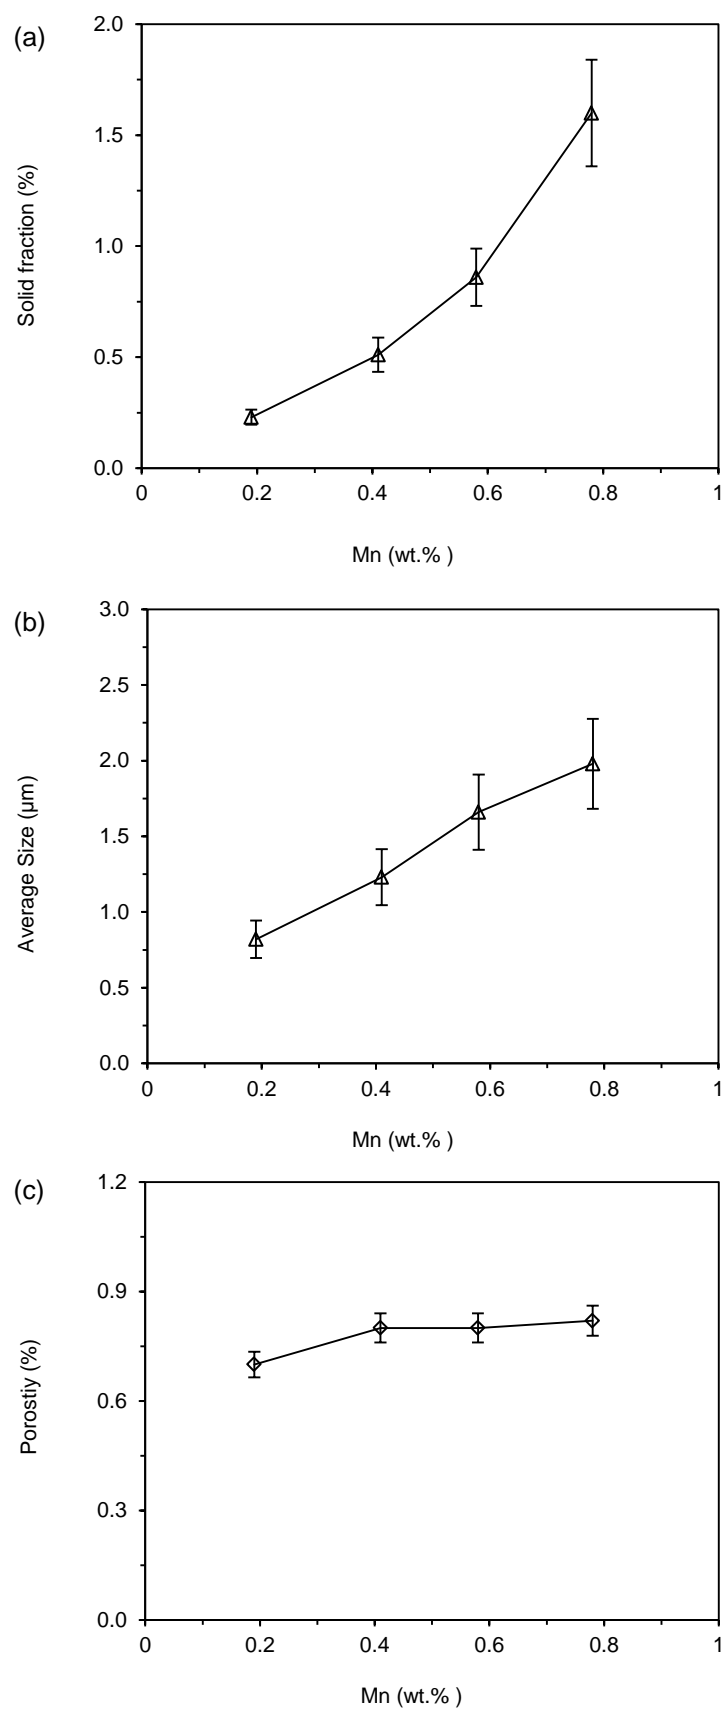 (a)
2.0
1.5
1.0
0.5
0.0
Solid fraction (%)
0 0.2 0.4 0.6 0.8 1
Mn (wt.% )
(b)
3.0
2.5
2.0
1.5
1.0
0.5
0.0
Average Size (μm)
0 0.2 0.4 0.6 0.8 1
Mn (wt.% )
(c)
1.2
0.9
0.6
0.3
0.0
Porostiy (%)
0 0.2 0.4 0.6 0.8 1
Mn (wt.% )